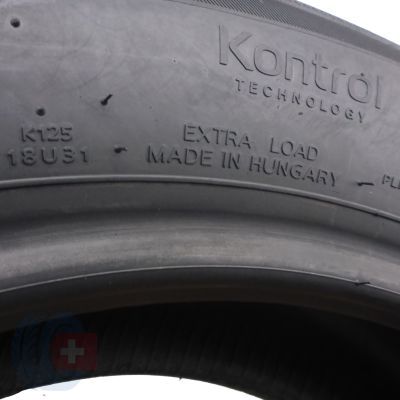 Kontrol
TECHNOLOGY
K125
18U31
EXTRA LOAD
MADE IN HUNGARY